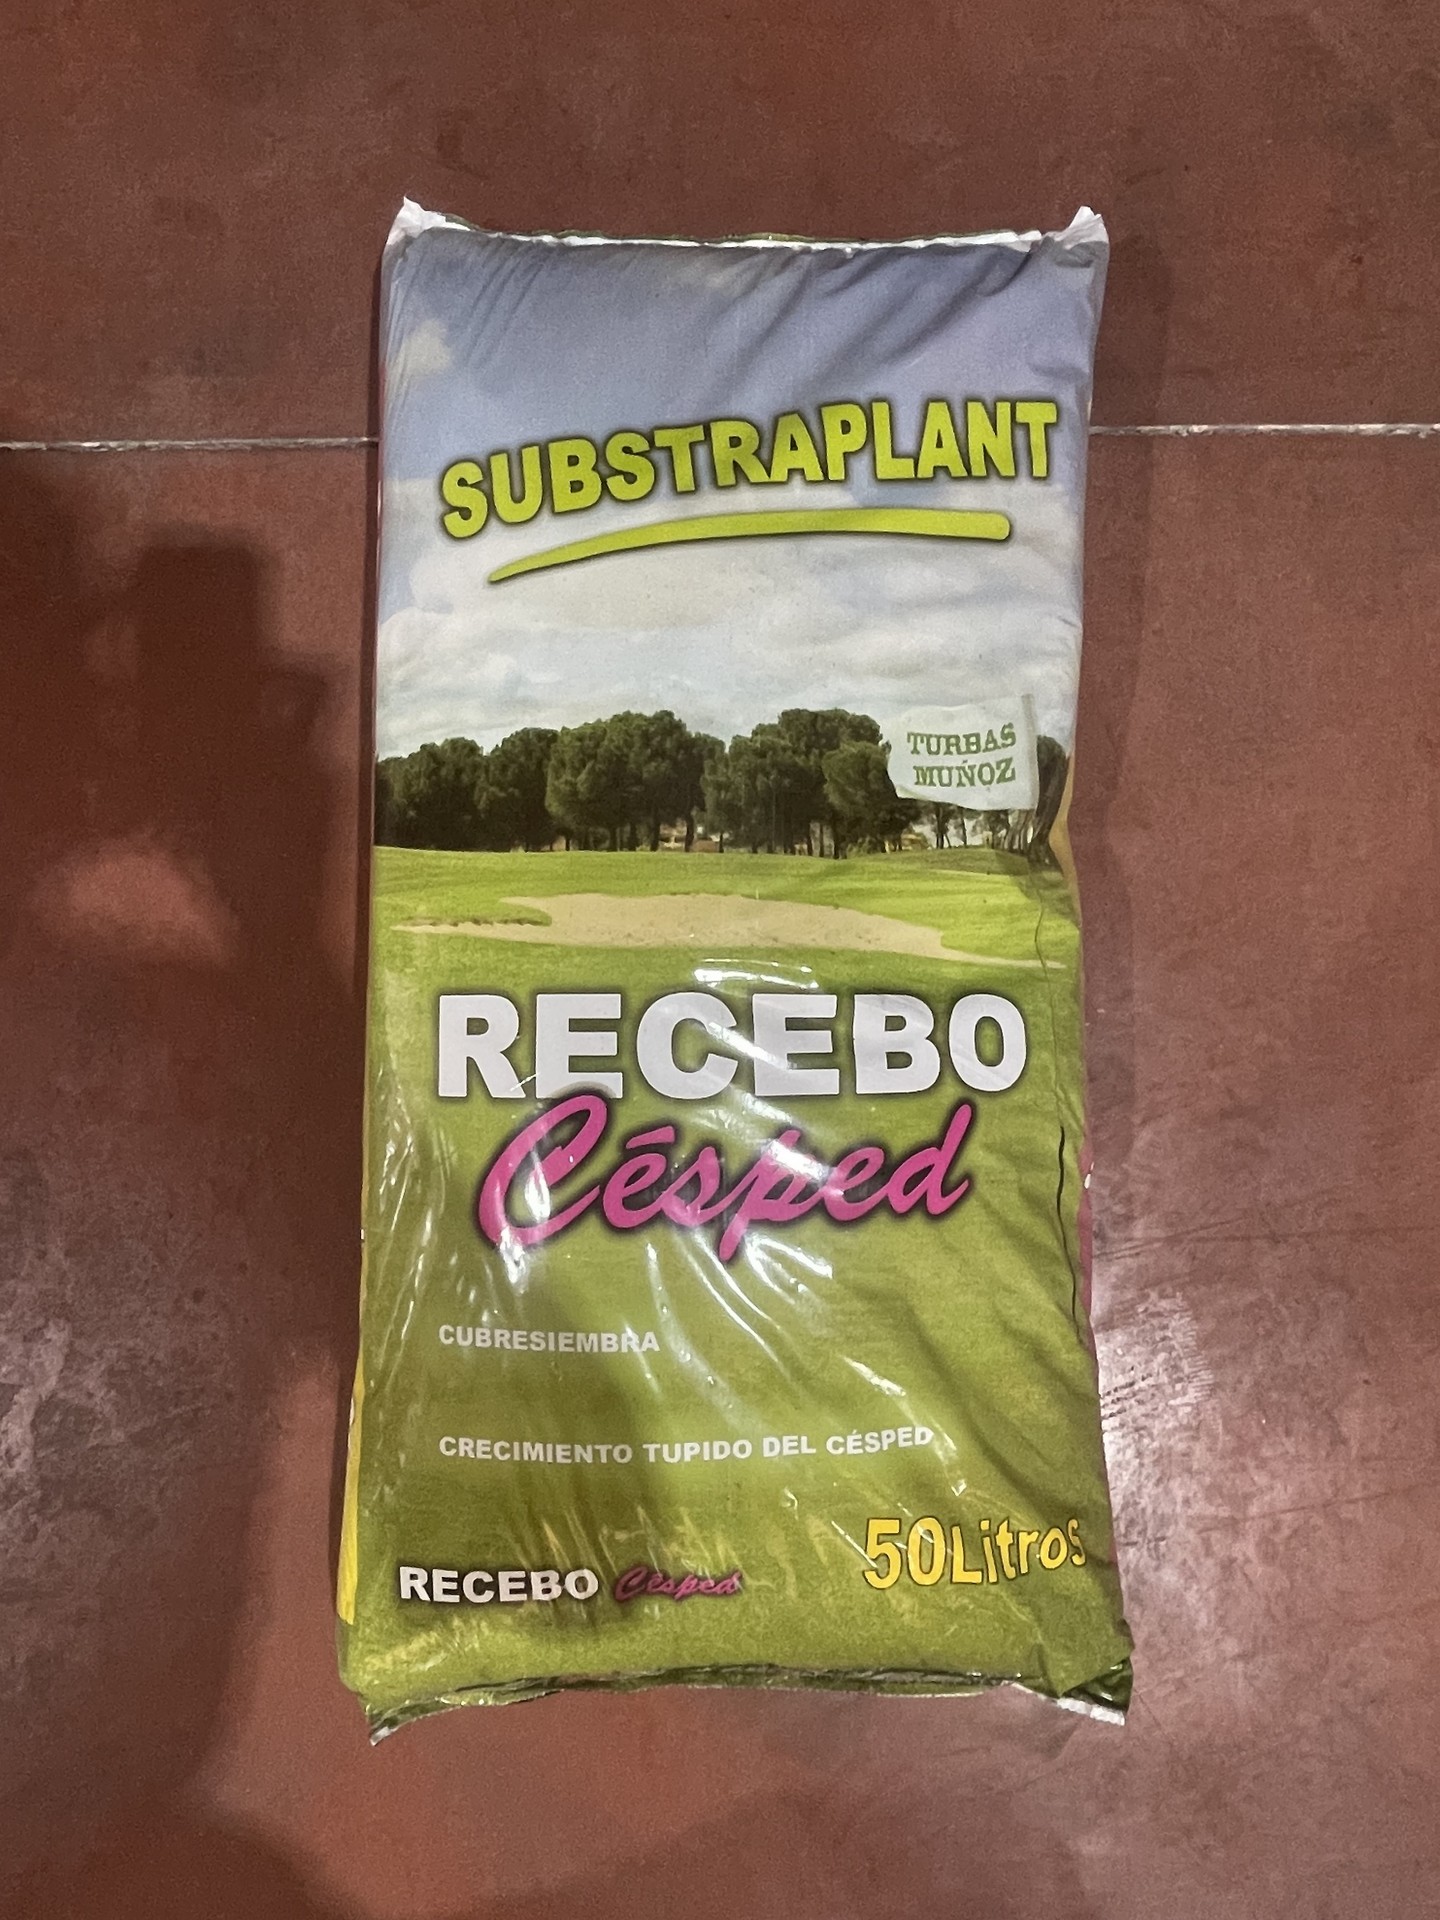 SUBSTRAPLANT
TURBAS
MUÑOZ
RECEBO
Césped
CUBRESIEMBRA
CRECIMIENTO TUPIDO DEL CÉSPED
50Litros
RECEBO Césped